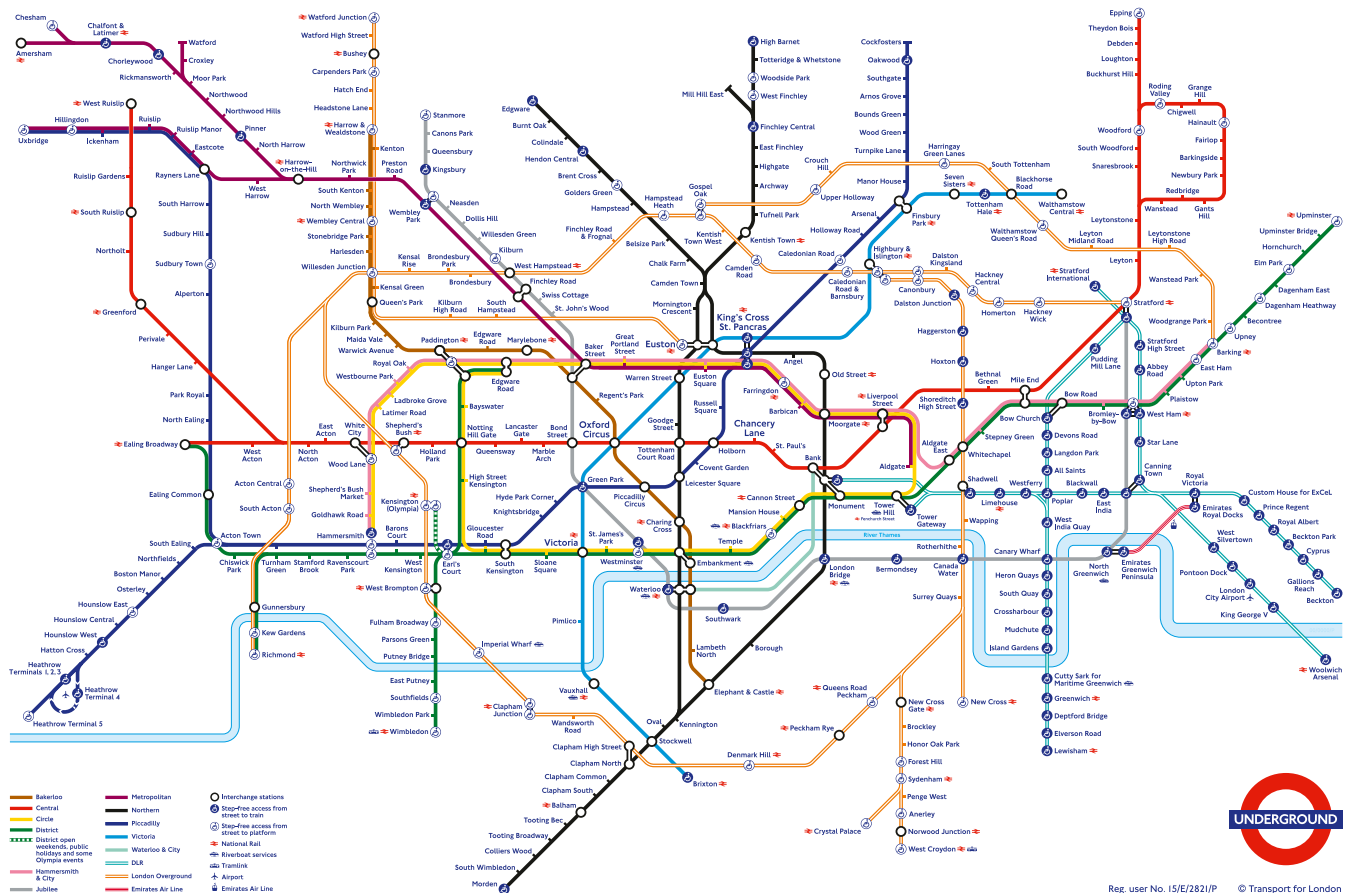 Chesham
Chalfont &
Latimer
Amersham
Chorleywood
Rickmansworth
Watford
Croxley
Moor Park
Northwood
Northwood Hills
Pinner
North Harrow
Harrow-
on-the-Hill
Northwick
Park
Preston
Road
West
Harrow
West Ruislip
Hillingdon
Uxbridge
Ickenham
Ruislip
Ruislip Manor
Eastcote
Rayners Lane
Ruislip Gardens
South Ruislip
Northolt
Greenford
Perivale
Hanger Lane
South Harrow
Sudbury Hill
Sudbury Town
Alperton
Park Royal
North Ealing
Ealing Broadway
West
Acton
North
Acton
East
Acton
White
City
Shepherd's
Bush
Holland
Park
Notting
Hill Gate
Queensway
Lancaster
Gate
Marble
Arch
Bond
Street
Oxford
Circus
Tottenham
Court Road
Holborn
Chancery
Lane
St. Paul's
Bank
Liverpool
Street
Bethnal
Green
Mile End
Watford Junction
Watford High Street
Bushey
Carpenders Park
Hatch End
Headstone Lane
Harrow &
Wealdstone
Kenton
South Kenton
North Wembley
Wembley Central
Stonebridge Park
Harlesden
Willesden Junction
Kensal Green
Queen's Park
Kilburn Park
Maida Vale
Warwick Avenue
Paddington
Edgware
Road
Marylebone
Baker
Street
Regent's Park
Stanmore
Canons Park
Queensbury
Kingsbury
Wembley
Park
Neasden
Dollis Hill
Willesden Green
Kilburn
West Hampstead
Finchley Road
Swiss Cottage
St. John's Wood
Kensal
Rise
Brondesbury
Park
Brondesbury
Kilburn
High Road
South
Hampstead
Finchley Road
& Frognal
Hampstead
Heath
Gospel
Oak
Kentish
Town West
Camden
Road
Caledonian
Road &
Barnsbury
Highbury &
Islington
Canonbury
Dalston
Kingsland
Dalston Junction
Hackney
Central
Homerton
Hackney
Wick
Stratford
Edgware
Burnt Oak
Colindale
Hendon Central
Brent Cross
Golders Green
Hampstead
Belsize Park
Chalk Farm
Camden Town
Mornington
Crescent
High Barnet
Totteridge & Whetstone
Woodside Park
West Finchley
Mill Hill East
Finchley Central
East Finchley
Highgate
Archway
Tufnell Park
Kentish Town
Euston
King's Cross
St. Pancras
Angel
Old Street
Moorgate
Cockfosters
Oakwood
Southgate
Arnos Grove
Bounds Green
Wood Green
Turnpike Lane
Manor House
Finsbury
Park
Arsenal
Holloway Road
Caledonian Road
Crouch
Hill
Upper Holloway
Harringay
Green Lanes
South Tottenham
Seven
Sisters
Tottenham
Hale
Blackhorse
Road
Walthamstow
Central
Walthamstow
Queen's Road
Leyton
Midland Road
Leytonstone
High Road
Wanstead Park
Woodgrange Park
Barking
Epping
Theydon Bois
Debden
Loughton
Buckhurst Hill
Roding
Valley
Chigwell
Grange
Hill
Hainault
Fairlop
Barkingside
Newbury Park
Redbridge
Gants
Hill
Wanstead
Woodford
South Woodford
Snaresbrook
Leytonstone
Leyton
Upminster
Upminster Bridge
Hornchurch
Elm Park
Dagenham East
Dagenham Heathway
Becontree
Upney
East Ham
Upton Park
Plaistow
West Ham
Bromley-
by-Bow
Bow Road
Stepney Green
Whitechapel
Aldgate
East
Aldgate
Stratford
International
Stratford
High Street
Abbey
Road
Star Lane
Canning
Town
Pudding
Mill Lane
Bow Church
Devons Road
Langdon Park
All Saints
Poplar
Blackwall
East
India
Westferry
Limehouse
Shadwell
Tower
Gateway
Tower
Hill
Fenchurch Street
Monument
Cannon Street
Mansion House
Blackfriars
Temple
Embankment
Westminster
St. James's
Park
Victoria
Sloane
Square
South
Kensington
Gloucester
Road
Earl's
Court
High Street
Kensington
Bayswater
Edgware
Road
Great
Portland
Street
Euston
Square
Farringdon
Barbican
Warren Street
Goodge
Street
Russell
Square
Covent Garden
Leicester Square
Piccadilly
Circus
Green Park
Hyde Park Corner
Knightsbridge
Charing
Cross
Waterloo
Southwark
London
Bridge
Bermondsey
Canada
Water
Canary Wharf
North
Greenwich
Emirates
Greenwich
Peninsula
Emirates
Royal Docks
Royal
Victoria
Custom House for ExCeL
Prince Regent
Royal Albert
Beckton Park
Cyprus
Gallions
Reach
Beckton
West
Silvertown
Pontoon Dock
London
City Airport
King George V
Woolwich
Arsenal
West
India Quay
Heron Quays
South Quay
Crossharbour
Mudchute
Island Gardens
Cutty Sark for
Maritime Greenwich
Greenwich
Deptford Bridge
Elverson Road
Lewisham
Haggerston
Hoxton
Shoreditch
High Street
Wapping
Rotherhithe
Surrey Quays
New Cross
New Cross
Gate
Brockley
Honor Oak Park
Forest Hill
Sydenham
Penge West
Anerley
Norwood Junction
West Croydon
Crystal Palace
Queens Road
Peckham
Peckham Rye
Denmark Hill
River Thames
Royal Oak
Westbourne Park
Ladbroke Grove
Latimer Road
Wood Lane
Shepherd's Bush
Market
Goldhawk Road
Hammersmith
Kensington
(Olympia)
Barons
Court
West
Kensington
Ravenscourt
Park
Stamford
Brook
Turnham
Green
Chiswick
Park
Acton Town
Ealing Common
South Ealing
Northfields
Boston Manor
Osterley
Hounslow East
Hounslow Central
Hounslow West
Hatton Cross
Heathrow
Terminals 1, 2, 3
Heathrow
Terminal 4
Heathrow Terminal 5
Acton Central
South Acton
Gunnersbury
Kew Gardens
Richmond
West Brompton
Fulham Broadway
Parsons Green
Putney Bridge
East Putney
Southfields
Wimbledon Park
Wimbledon
Imperial Wharf
Clapham
Junction
Wandsworth
Road
Clapham High Street
Clapham North
Clapham Common
Clapham South
Balham
Tooting Bec
Tooting Broadway
Colliers Wood
South Wimbledon
Morden
Pimlico
Vauxhall
Stockwell
Brixton
Oval
Kennington
Lambeth
North
Elephant & Castle
Borough
Bakerloo
Central
Circle
District
District open
weekends, public
holidays and some
Olympia events
Hammersmith
& City
Jubilee
Metropolitan
Northern
Piccadilly
Victoria
Waterloo & City
DLR
London Overground
Emirates Air Line
Interchange stations
Step-free access from
street to train
Step-free access from
street to platform
National Rail
Riverboat services
Tramlink
Airport
Emirates Air Line
UNDERGROUND
Reg. user No. 15/E/2821/P
© Transport for London